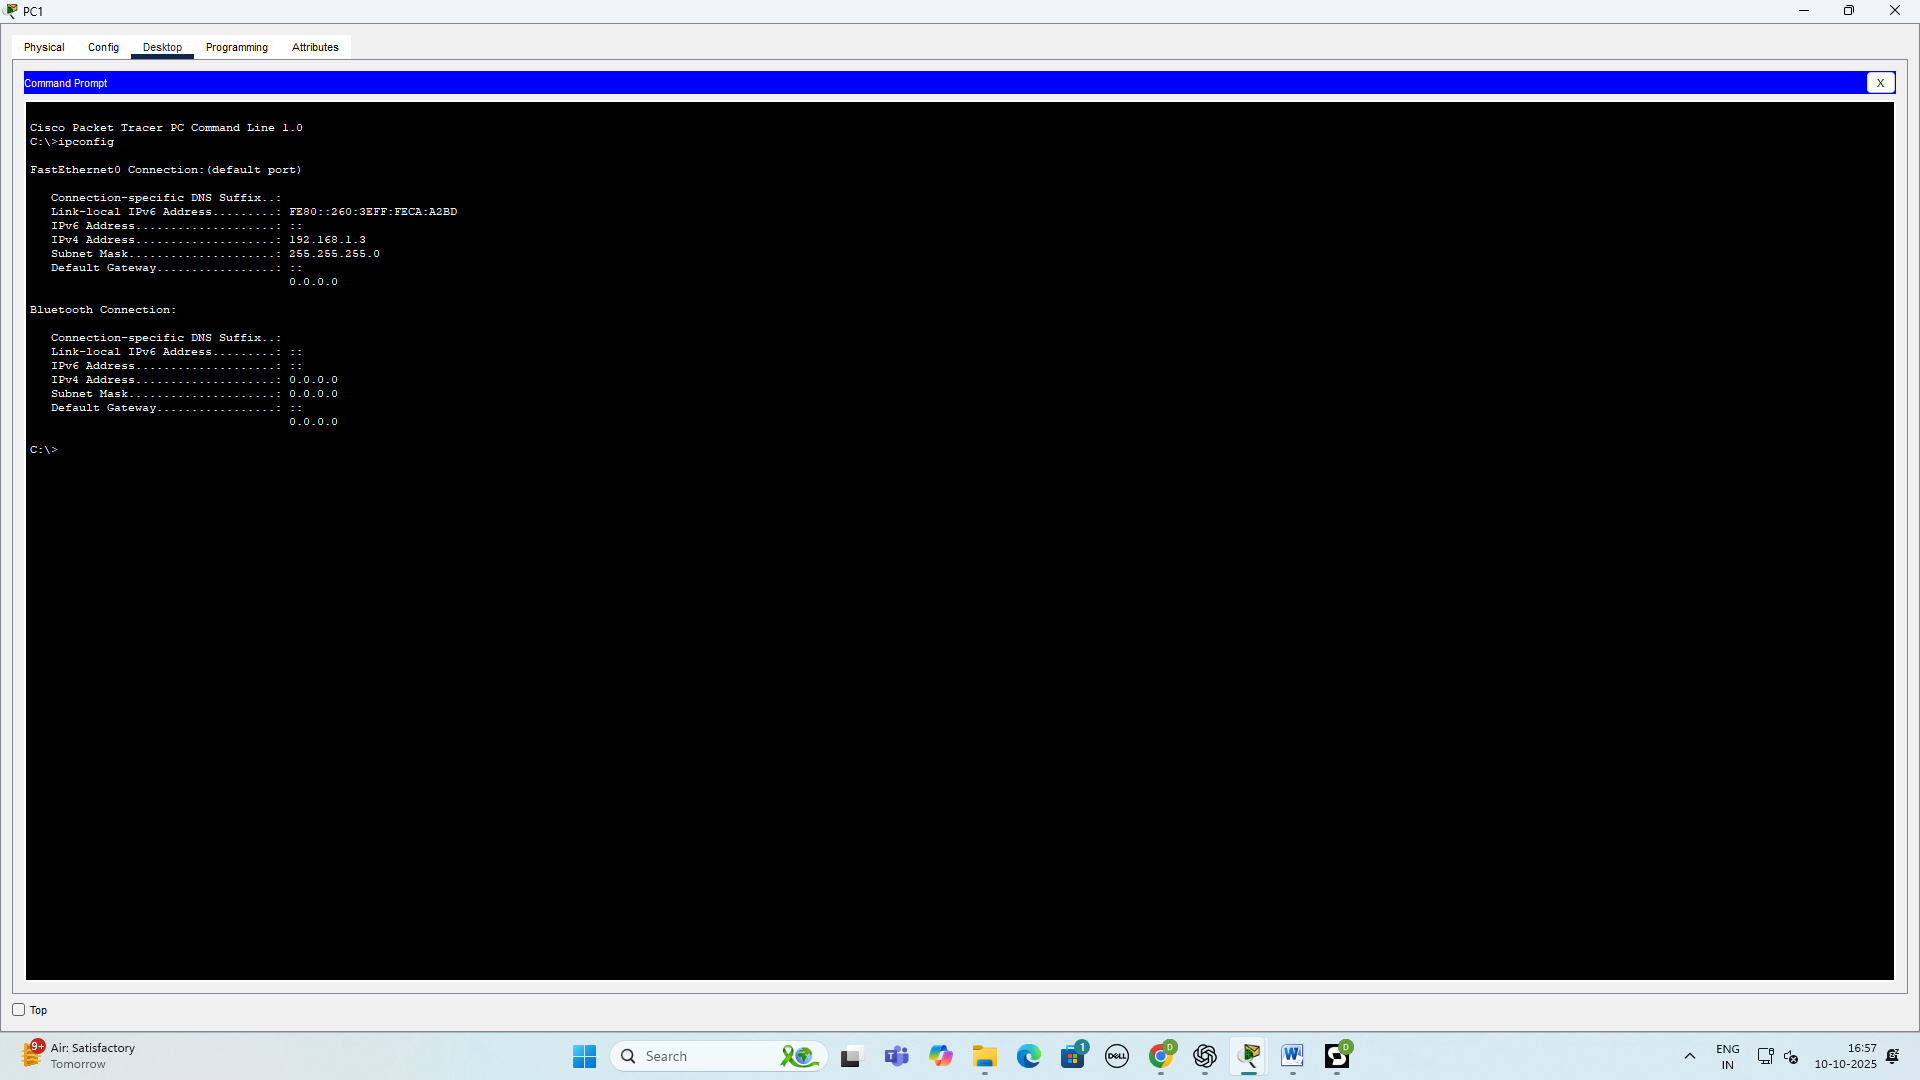 PC1
Physical Config Desktop Programming Attributes
Command Prompt
X
Cisco Packet Tracer PC Command Line 1.0
C:\>ipconfig
FastEthernet0 Connection:(default port)
Connection-specific DNS Suffix..:
Link-local IPv6 Address.........: FE80::260:3EFF:FECA:A2BD
IPv6 Address....................: ::
IPv4 Address....................: 192.168.1.3
Subnet Mask.....................: 255.255.255.0
Default Gateway.................: ::
0.0.0.0
Bluetooth Connection:
Connection-specific DNS Suffix..:
Link-local IPv6 Address.........: ::
IPv6 Address....................: ::
IPv4 Address....................: 0.0.0.0
Subnet Mask.....................: 0.0.0.0
Default Gateway.................: ::
0.0.0.0
C:\>
Top
9+
Air: Satisfactory
Tomorrow
Search
1
DELL
D
D
ENG
IN
16:57
10-10-2025